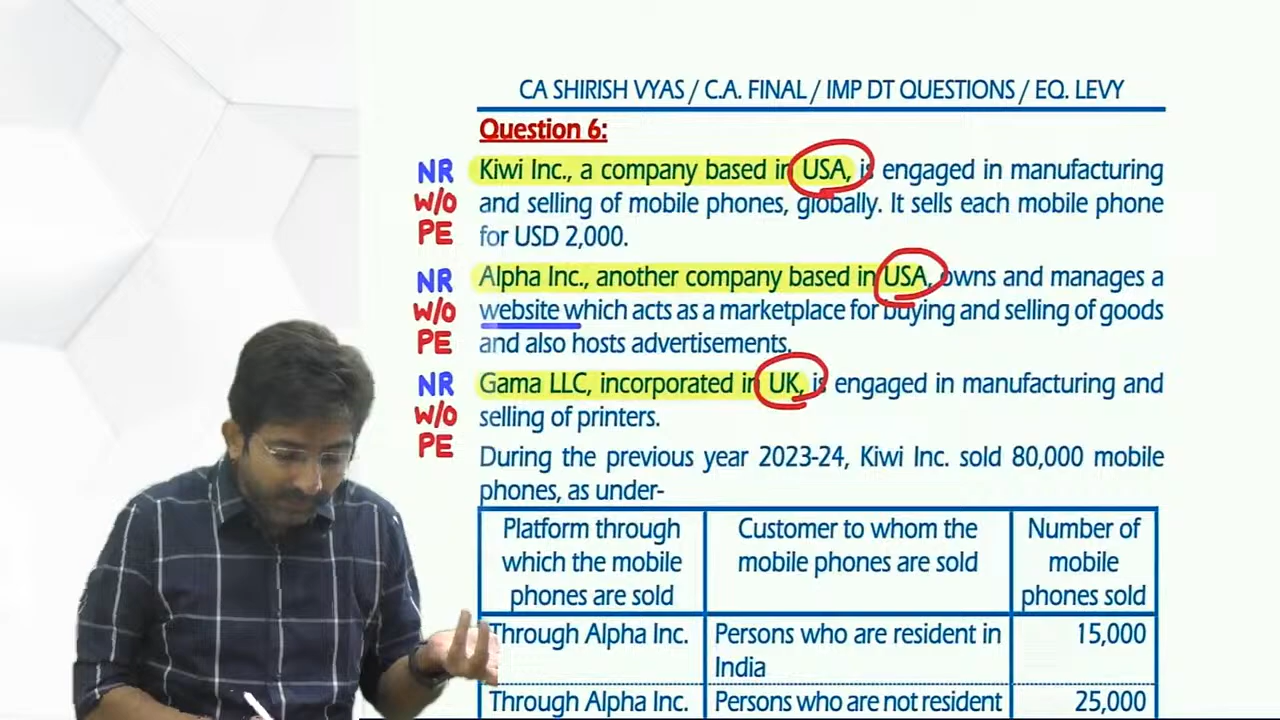 CA SHIRISH VYAS / C.A. FINAL / IMP DT QUESTIONS / EQ. LEVY
Question 6:
NR Kiwi Inc., a company based in USA, is engaged in manufacturing
W/O and selling of mobile phones, globally. It sells each mobile phone
PE for USD 2,000.
NR Alpha Inc., another company based in USA, owns and manages a
W/O website which acts as a marketplace for buying and selling of goods
PE and also hosts advertisements.
NR Gama LLC, incorporated in UK, is engaged in manufacturing and
W/O selling of printers.
PE
During the previous year 2023-24, Kiwi Inc. sold 80,000 mobile
phones, as under-
Platform through which the mobile phones are sold
Customer to whom the mobile phones are sold
Number of mobile phones sold
Through Alpha Inc. Persons who are resident in 15,000
India
Through Alpha Inc. Persons who are not resident 25,000